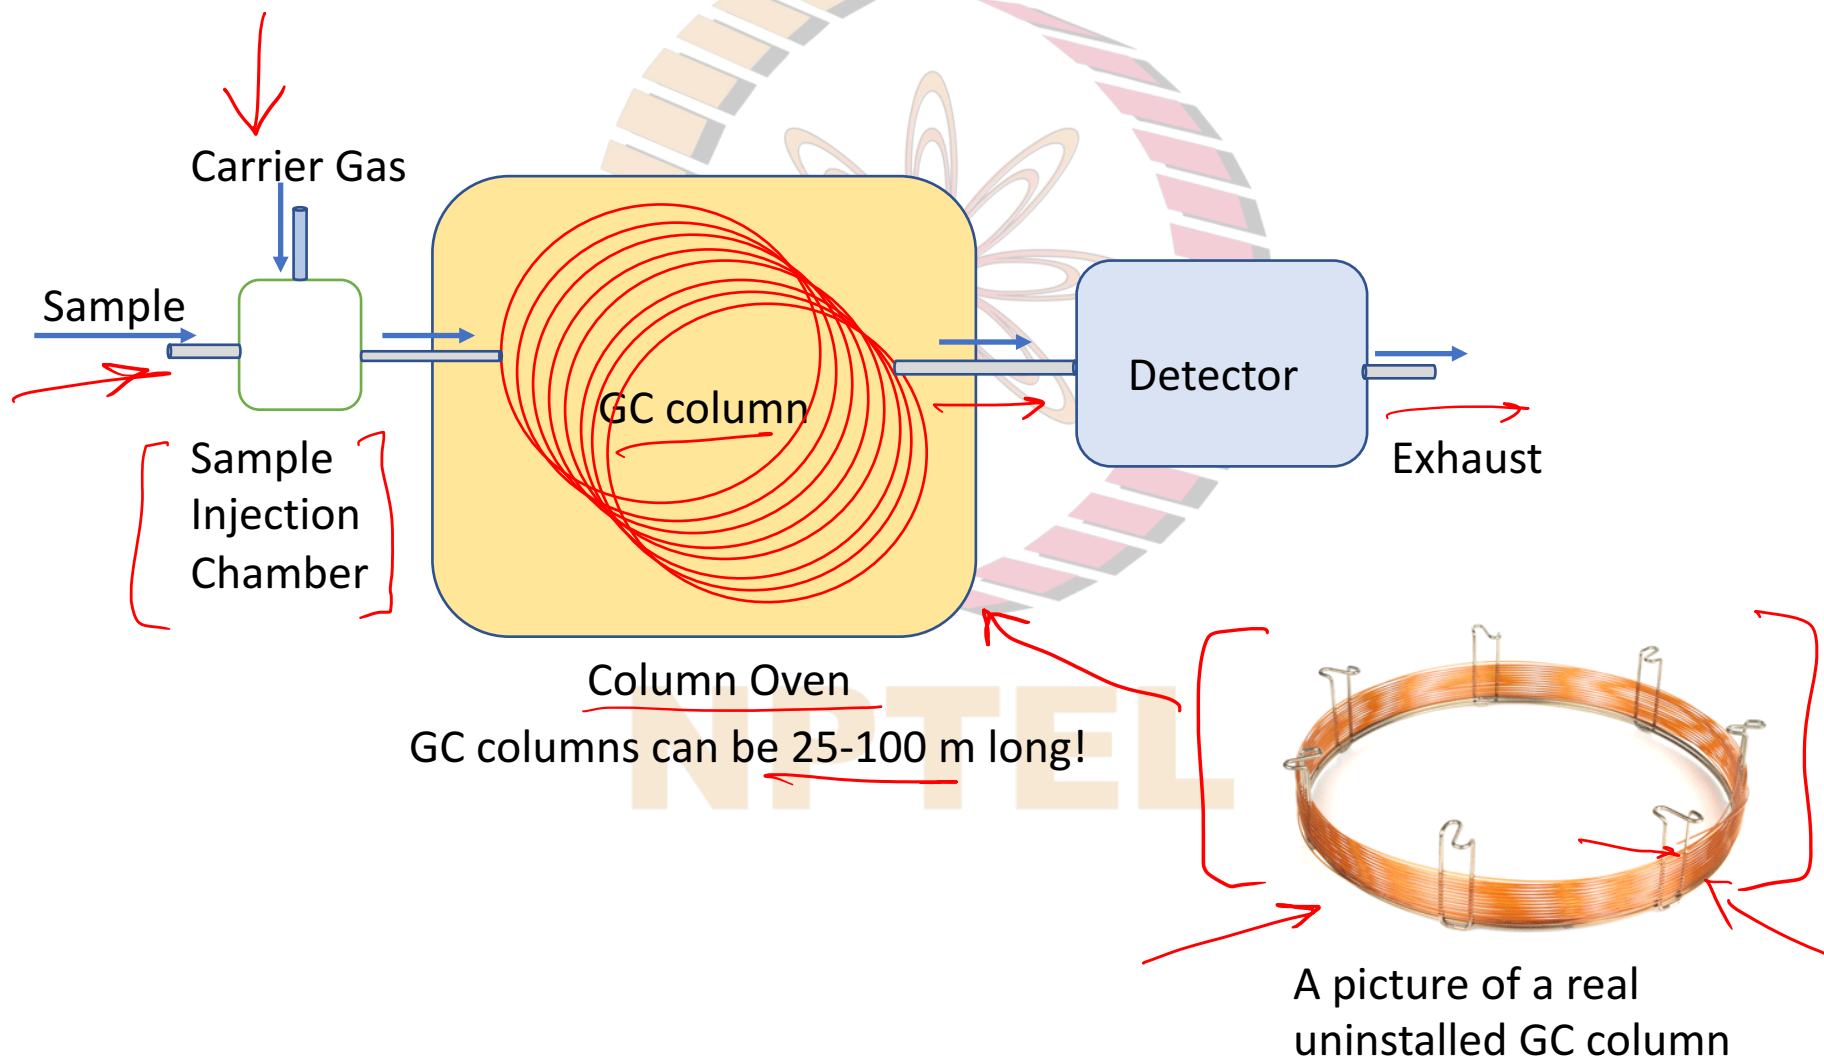 Carrier Gas
Sample
Sample
Injection
Chamber
GC column
Detector
Exhaust
Column Oven
GC columns can be 25-100 m long!
NPTEL
A picture of a real
uninstalled GC column